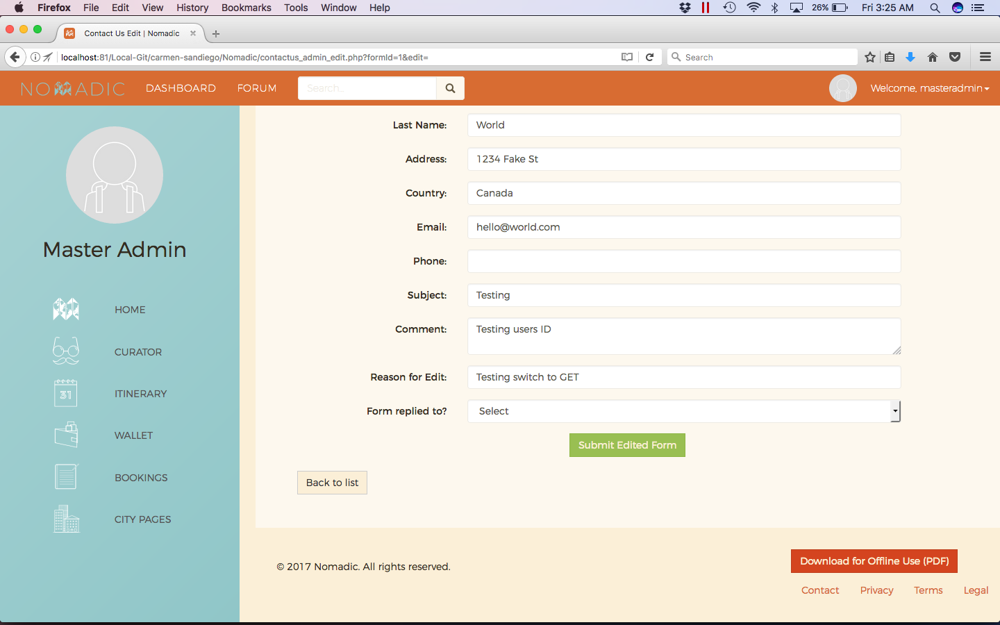 Firefox File Edit View History Bookmarks Tools Window Help 26% Fri 3:25 AM
Contact Us Edit | Nomadic
localhost:81/Local-Git/carmen-sandiego/Nomadic/contactus_admin_edit.php?formId=1&edit= Search
NOMADIC DASHBOARD FORUM Search... Welcome, masteradmin
Master Admin
HOME
CURATOR
31 ITINERARY
WALLET
BOOKINGS
CITY PAGES
Last Name: World
Address: 1234 Fake St
Country: Canada
Email: hello@world.com
Phone:
Subject: Testing
Comment: Testing users ID
Reason for Edit: Testing switch to GET
Form replied to? Select
Submit Edited Form
Back to list
© 2017 Nomadic. All rights reserved.
Download for Offline Use (PDF)
Contact Privacy Terms Legal